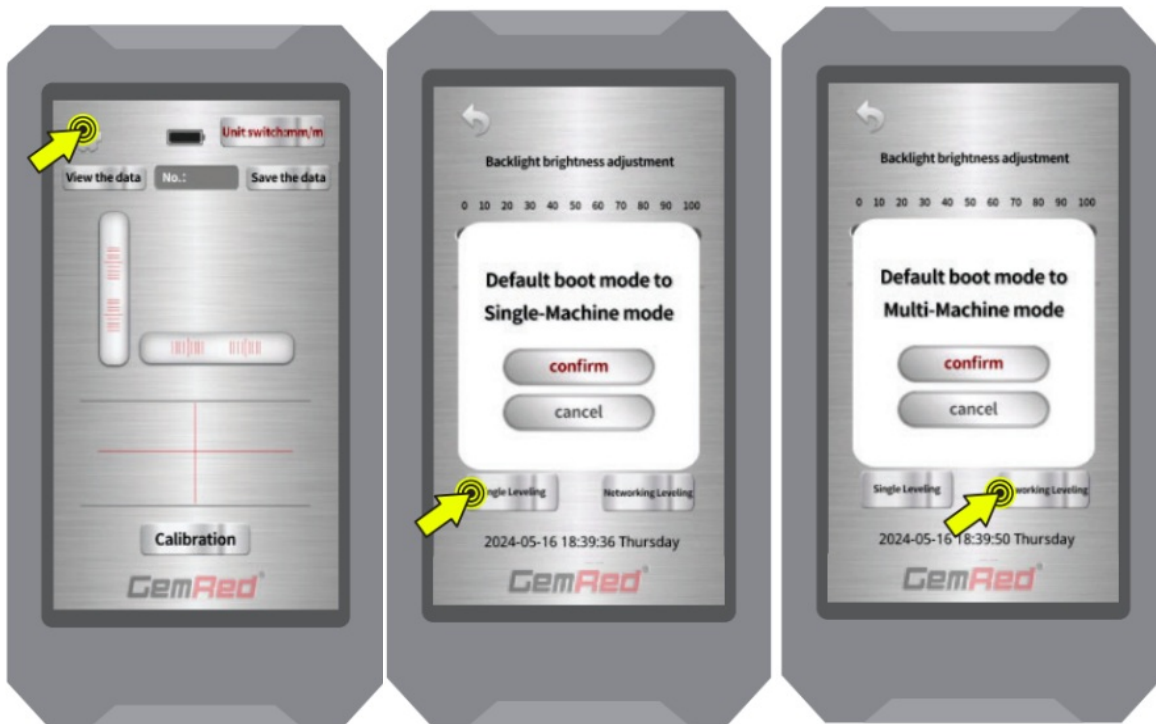 Unit switch:mm/m
View the data
No.:
Save the data
Calibration
GemRed®
Backlight brightness adjustment
0 10 20 30 40 50 60 70 80 90 100
Default boot mode to
Single-Machine mode
confirm
cancel
ngle Leveling
Networking Leveling
2024-05-16 18:39:36 Thursday
GemRed®
Backlight brightness adjustment
0 10 20 30 40 50 60 70 80 90 100
Default boot mode to
Multi-Machine mode
confirm
cancel
Single Leveling
working Leveling
2024-05-16 18:39:50 Thursday
GemRed®